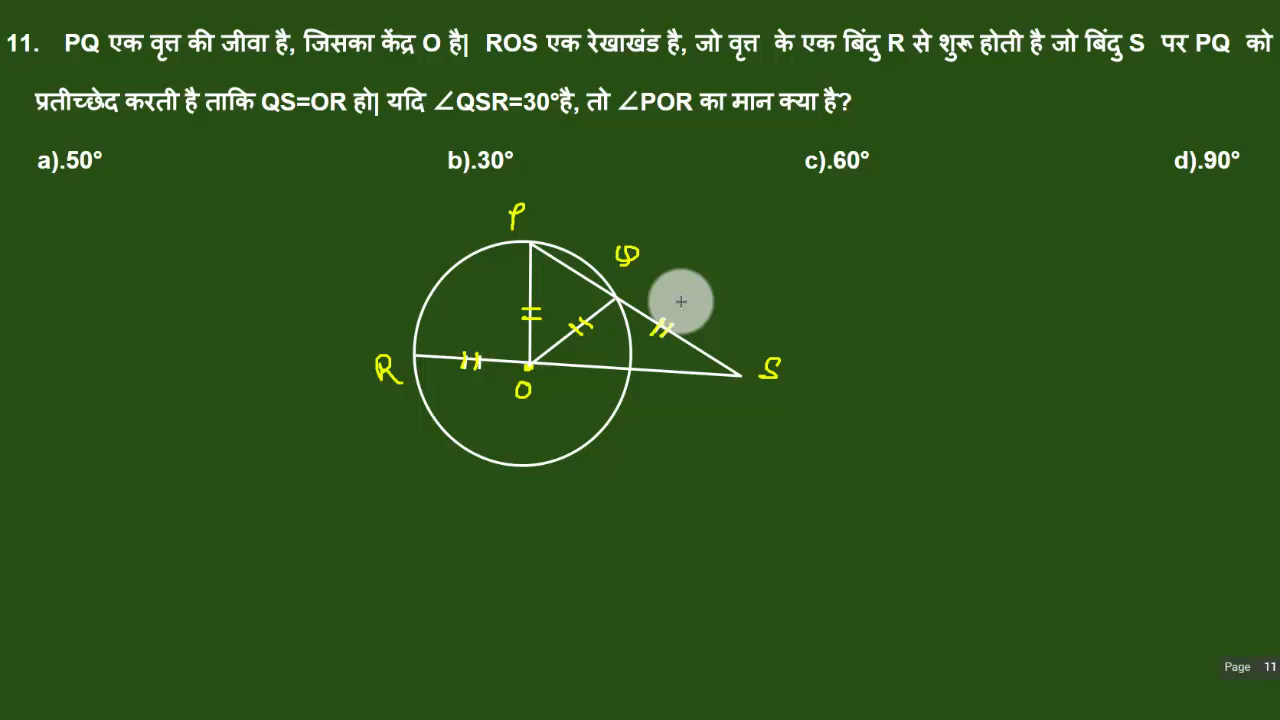 11. PQ एक वृत्त की जीवा है, जिसका केंद्र O है| ROS एक रेखाखंड है, जो वृत्त के एक बिंदु R से शुरू होती है जो बिंदु S पर PQ को
प्रतीच्छेद करती है ताकि QS=OR हो| यदि ∠QSR=30°है, तो ∠POR का मान क्या है?
a).50° b).30° c).60° d).90°
P
Q
R
S
O
Page 11